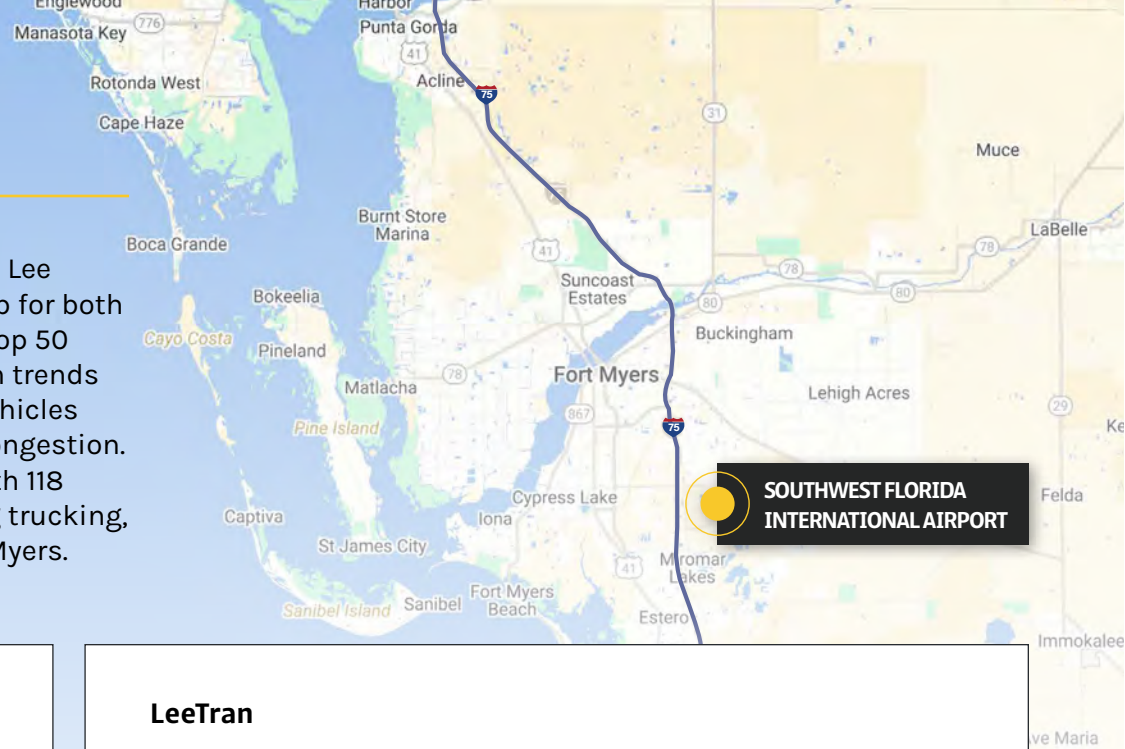 Englewood
Harbor
776
Manasota Key
Punta Gorda
41
Rotonda West
Acline
75
Cape Haze
31
Muce
Burnt Store
Marina
LaBelle
Boca Grande
41
78
78
Lee
Suncoast
Estates
80
80
Bokeelia
for both
50
Buckingham
Cayo Costa
Pineland
trends
Fort Myers
78
Matlacha
Lehigh Acres
hicles
867
29
Pine Island
75
ongestion.
118
SOUTHWEST FLORIDA
INTERNATIONAL AIRPORT
Cypress Lake
Felda
trucking,
Captiva
Iona
Myers.
St James City
41
Miromar
Lakes
Fort Myers
Beach
Sanibel Island
Sanibel
Estero
Immokalee
LeeTran
ve Maria